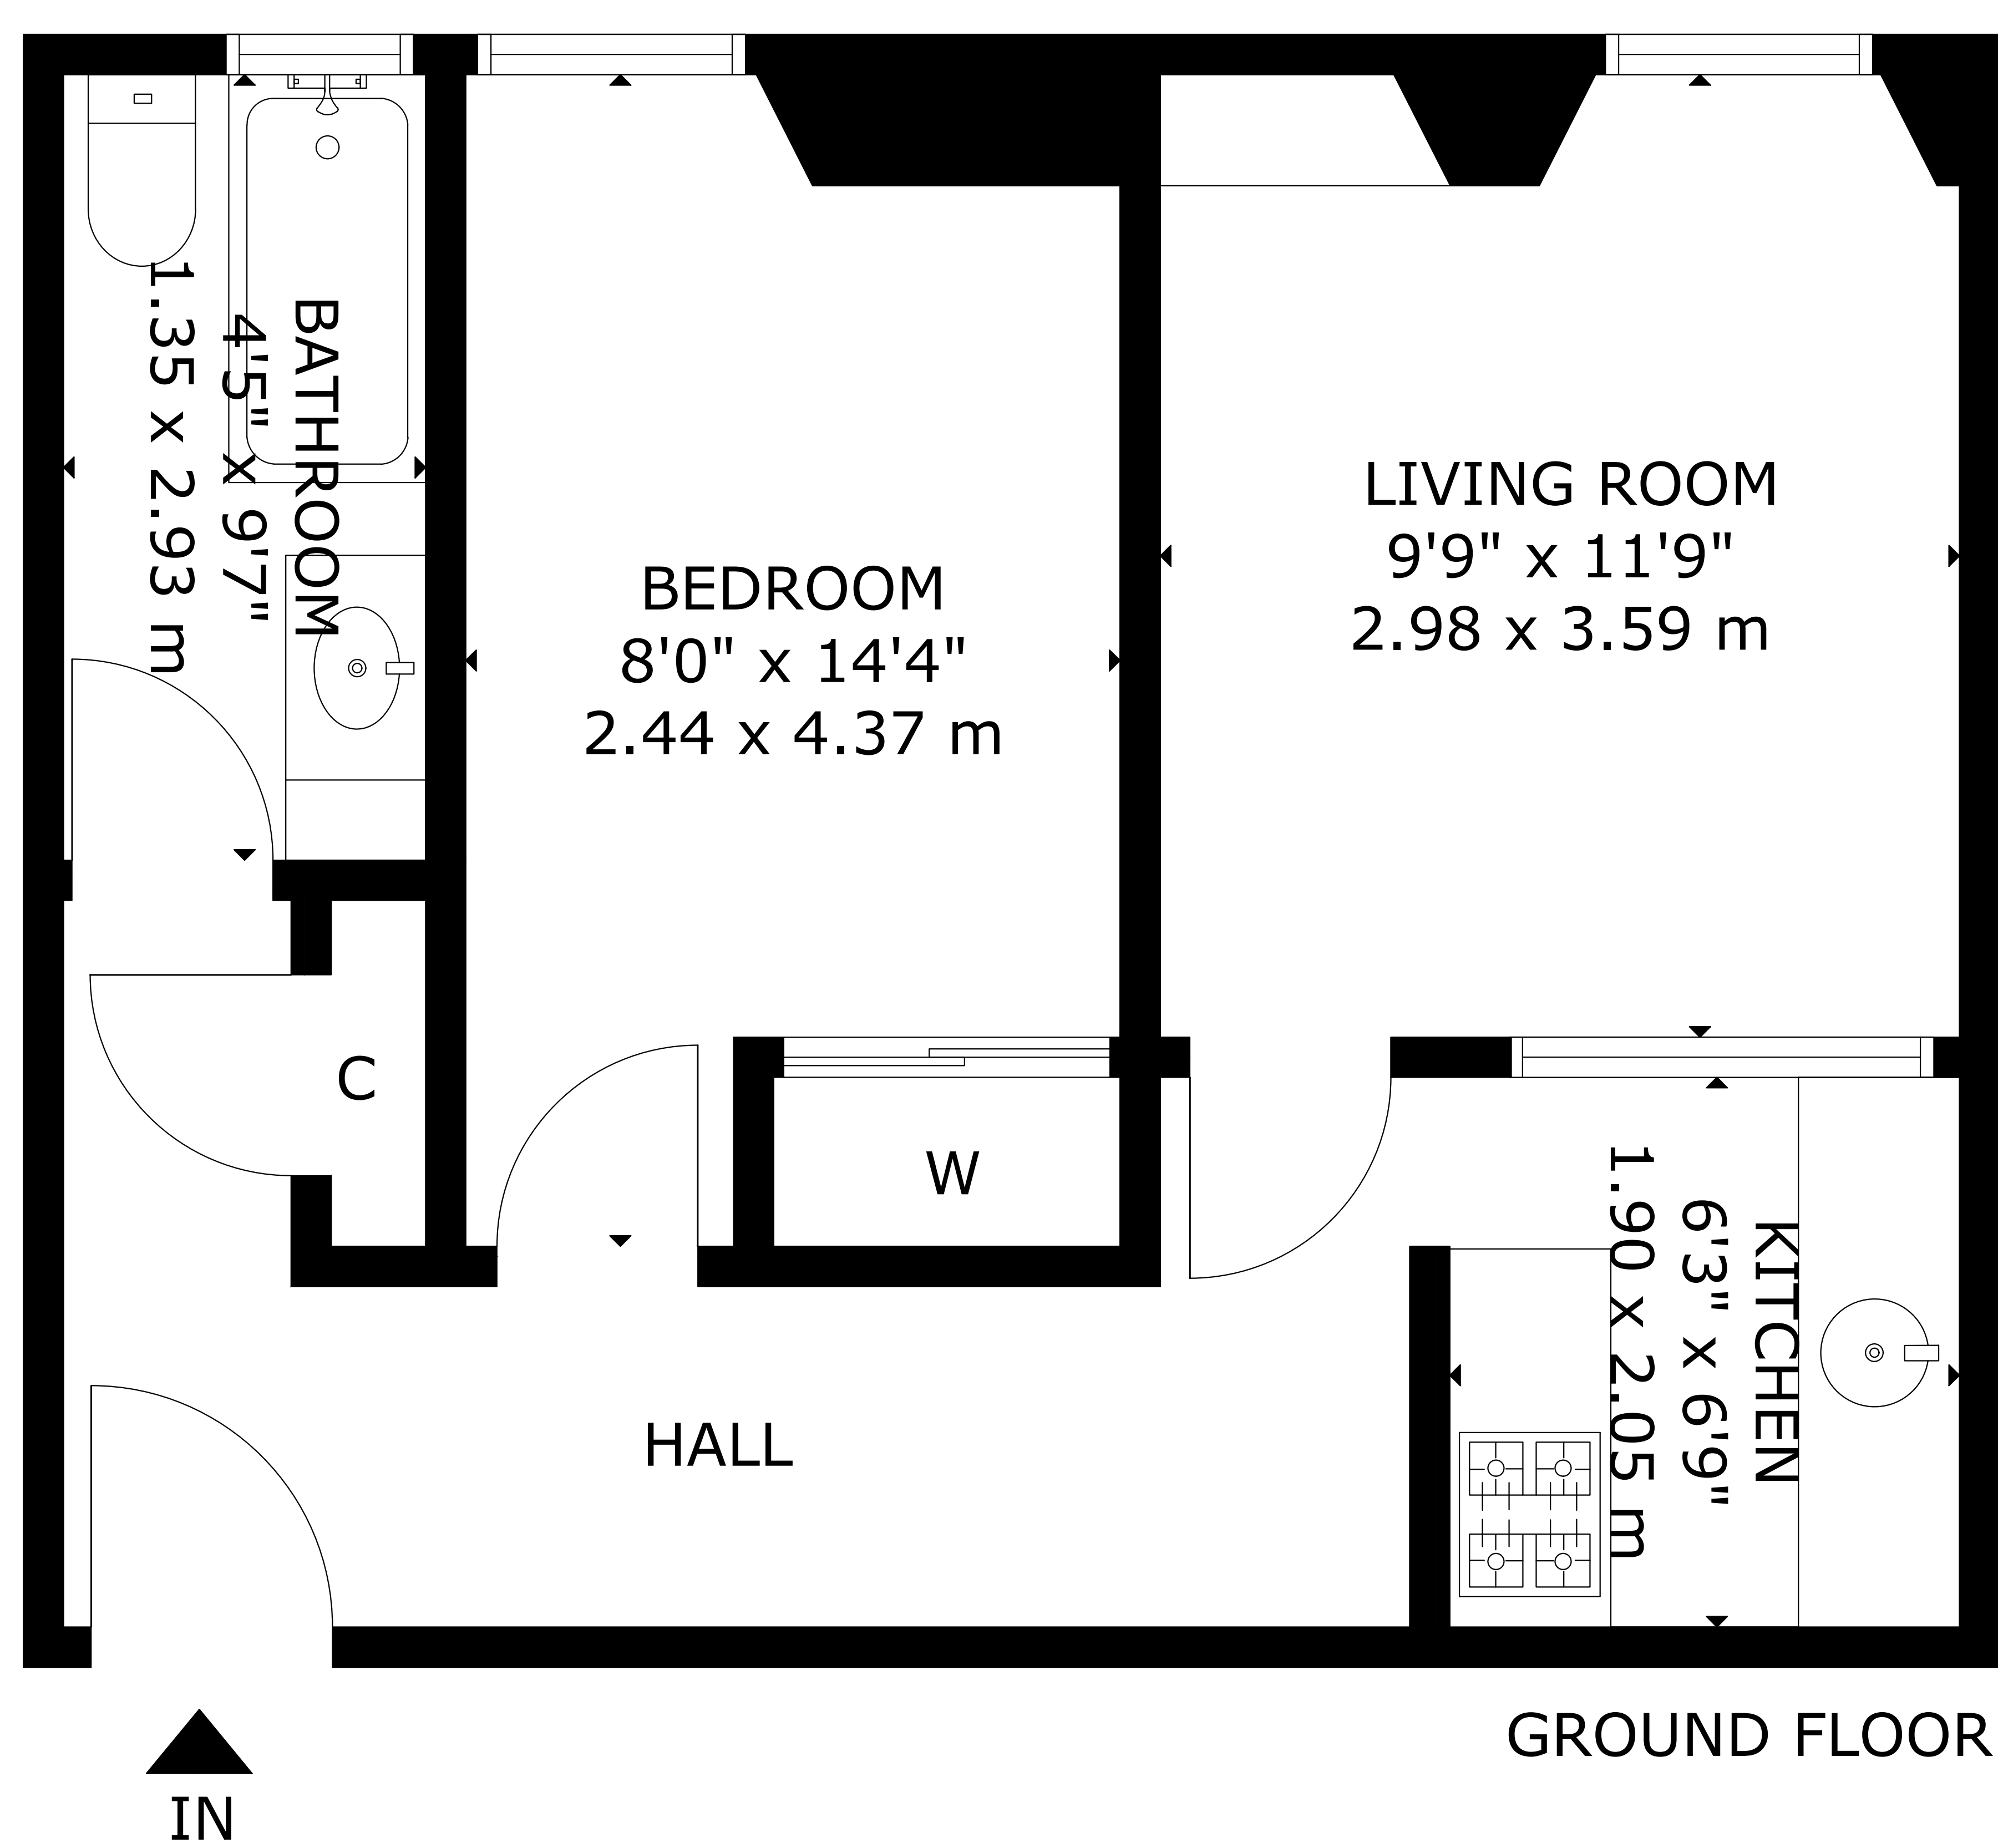 BATHROOM
4'5" x 9'7"
1.35 x 2.93 m
BEDROOM
8'0" x 14'4"
2.44 x 4.37 m
LIVING ROOM
9'9" x 11'9"
2.98 x 3.59 m
C
W
KITCHEN
6'3" x 6'9"
1.90 x 2.05 m
HALL
GROUND FLOOR
IN